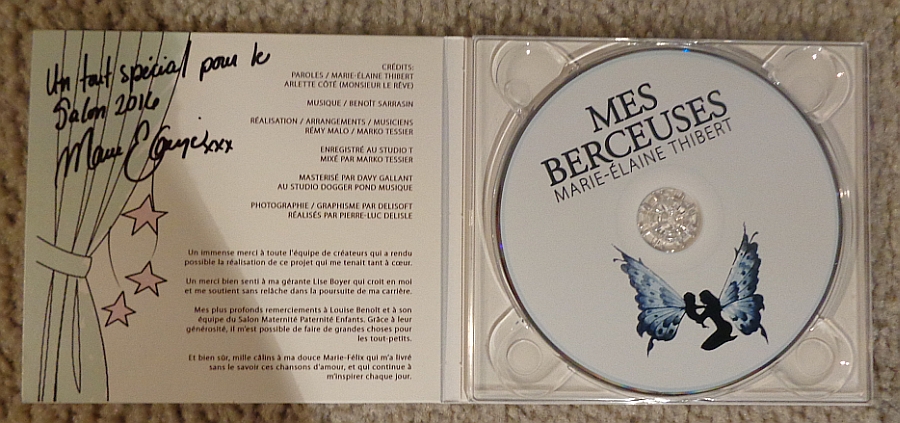 Un tout spécial pour le
Salon 2016
Marie Elaine xxx
CRÉDITS:
PAROLES / MARIE-ÉLAINE THIBERT
ARLETTE CÔTÉ (MONSIEUR LE RÊVE)
MUSIQUE / BENOÎT SARRASIN
RÉALISATION / ARRANGEMENTS / MUSICIENS
RÉMY MALO / MARKO TESSIER
ENREGISTRÉ AU STUDIO T
MIXÉ PAR MARKO TESSIER
MASTERISÉ PAR DAVY GALLANT
AU STUDIO DOGGER POND MUSIQUE
PHOTOGRAPHIE / GRAPHISME PAR DELISOFT
RÉALISÉS PAR PIERRE-LUC DELISLE
Un immense merci à toute l'équipe de créateurs qui a rendu
possible la réalisation de ce projet qui me tenait tant à cœur.
Un merci bien senti à ma gérante Lise Boyer qui croit en moi
et me soutient sans relâche dans la poursuite de ma carrière.
Mes plus profonds remerciements à Louise Benoît et à son
équipe du Salon Maternité Paternité Enfants. Grâce à leur
générosité, il m'est possible de faire de grandes choses pour
les tout-petits.
Et bien sûr, mille câlins à ma douce Marie-Félix qui m'a livré
sans le savoir ces chansons d'amour, et qui continue à
m'inspirer chaque jour.
MES
BERCEUSES
MARIE-ÉLAINE THIBERT